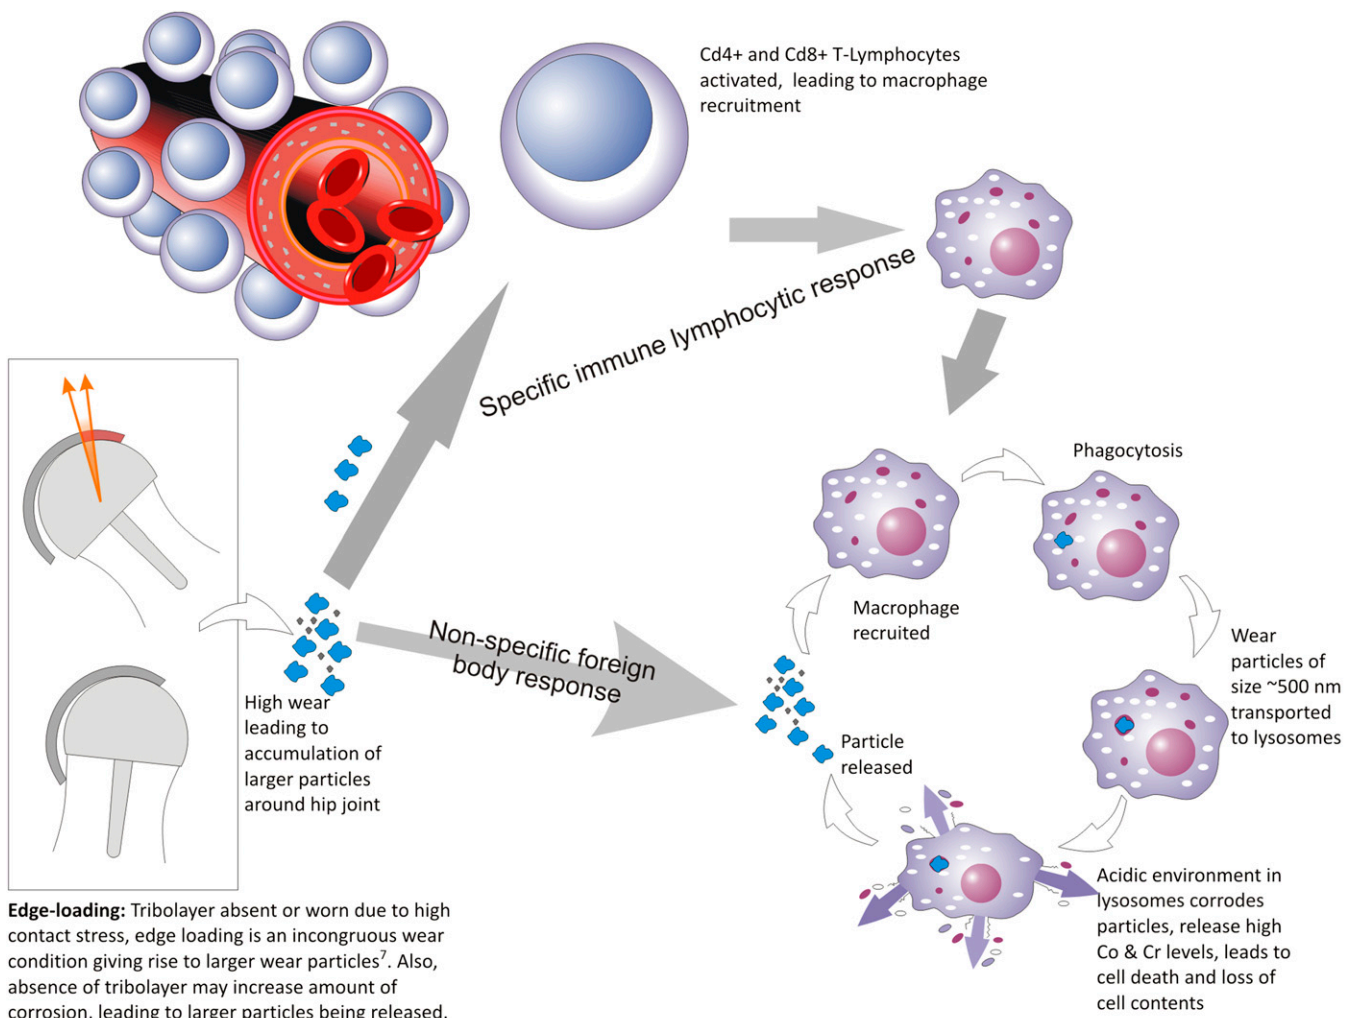 Cd4+ and Cd8+ T-Lymphocytes
activated, leading to macrophage
recruitment
Specific immune lymphocytic response
Phagocytosis
Macrophage
recruited
Non-specific foreign
body response
Wear
particles of
size ~500 nm
transported
to lysosomes
High wear
leading to
accumulation of
larger particles
around hip joint
Particle
released
Acidic environment in
lysosomes corrodes
particles, release high
Co & Cr levels, leads to
cell death and loss of
cell contents
Edge-loading: Tribolayer absent or worn due to high
contact stress, edge loading is an incongruous wear
condition giving rise to larger wear particles⁷. Also,
absence of tribolayer may increase amount of
corrosion, leading to larger particles being released.